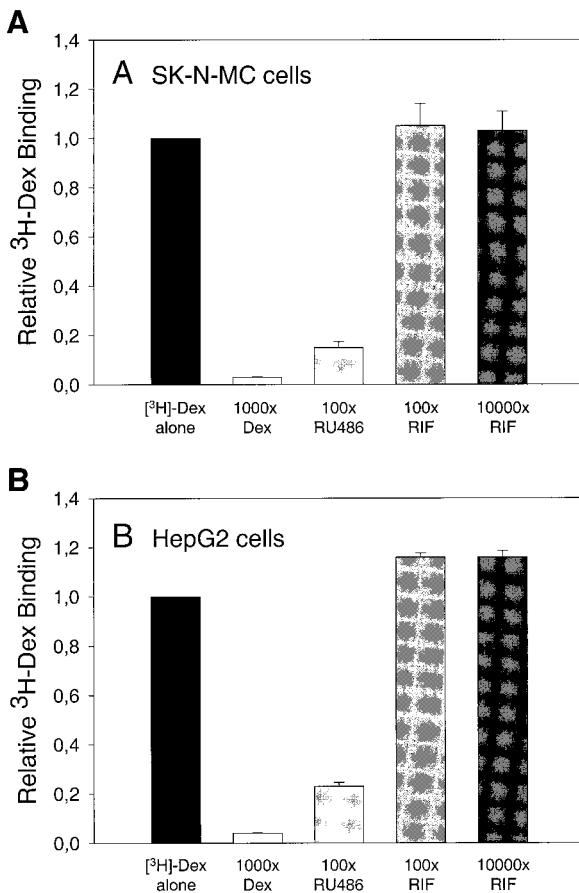 A
A SK-N-MC cells
Relative ³H-Dex Binding
1,4
1,2
1,0
0,8
0,6
0,4
0,2
0,0
[³H]-Dex alone
1000x Dex
100x RU486
100x RIF
10000x RIF
B
B HepG2 cells
Relative ³H-Dex Binding
1,4
1,2
1,0
0,8
0,6
0,4
0,2
0,0
[³H]-Dex alone
1000x Dex
100x RU486
100x RIF
10000x RIF